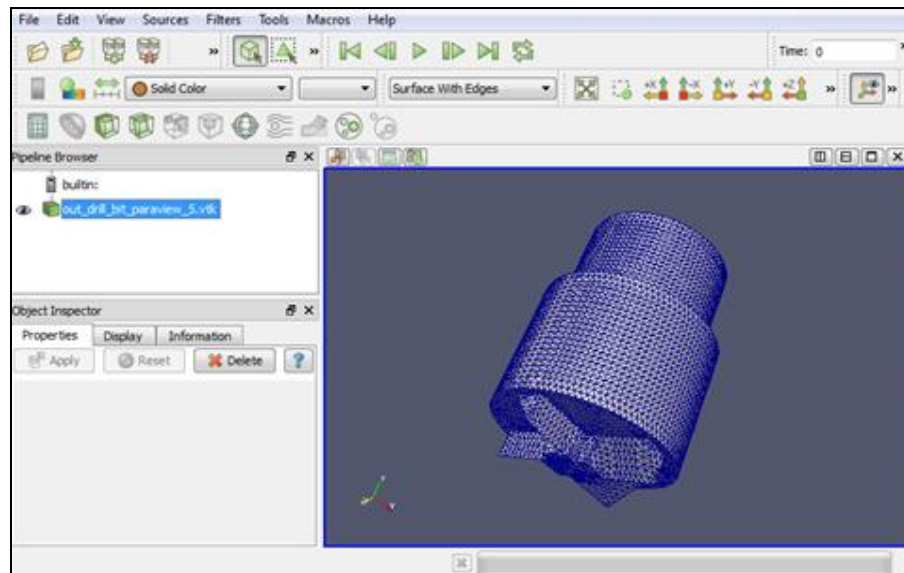 File Edit View Sources Filters Tools Macros Help
» » Time: 0
Solid Color Surface With Edges »
Pipeline Browser
builtin:
out_drill_bit_paraview_5.vtk
Object Inspector
Properties Display Information
Apply Reset Delete ?